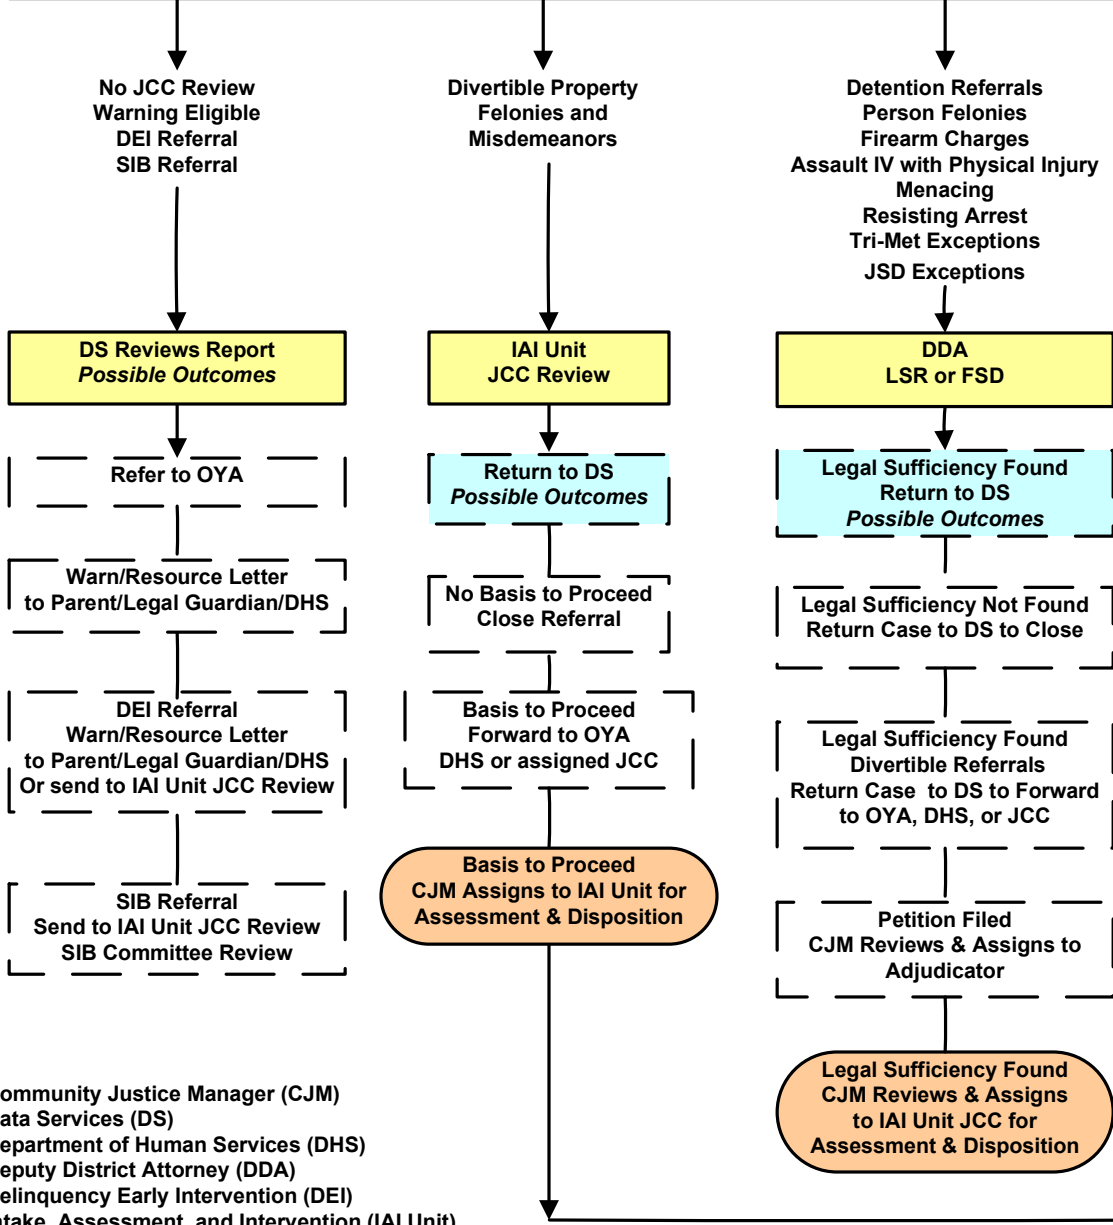 No JCC Review
Warning Eligible
DEI Referral
SIB Referral
DS Reviews Report
Possible Outcomes
Refer to OYA
Warn/Resource Letter
to Parent/Legal Guardian/DHS
DEI Referral
Warn/Resource Letter
to Parent/Legal Guardian/DHS
Or send to IAI Unit JCC Review
SIB Referral
Send to IAI Unit JCC Review
SIB Committee Review
Divertible Property
Felonies and
Misdemeanors
IAI Unit
JCC Review
Return to DS
Possible Outcomes
No Basis to Proceed
Close Referral
Basis to Proceed
Forward to OYA
DHS or assigned JCC
Basis to Proceed
CJM Assigns to IAI Unit for
Assessment & Disposition
Detention Referrals
Person Felonies
Firearm Charges
Assault IV with Physical Injury
Menacing
Resisting Arrest
Tri-Met Exceptions
JSD Exceptions
DDA
LSR or FSD
Legal Sufficiency Found
Return to DS
Possible Outcomes
Legal Sufficiency Not Found
Return Case to DS to Close
Legal Sufficiency Found
Divertible Referrals
Return Case to DS to Forward
to OYA, DHS, or JCC
Petition Filed
CJM Reviews & Assigns to
Adjudicator
Legal Sufficiency Found
CJM Reviews & Assigns
to IAI Unit JCC for
Assessment & Disposition
ommunity Justice Manager (CJM)
ata Services (DS)
epartment of Human Services (DHS)
eputy District Attorney (DDA)
elinquency Early Intervention (DEI)
ntake, Assessment, and Intervention (IAI Unit)